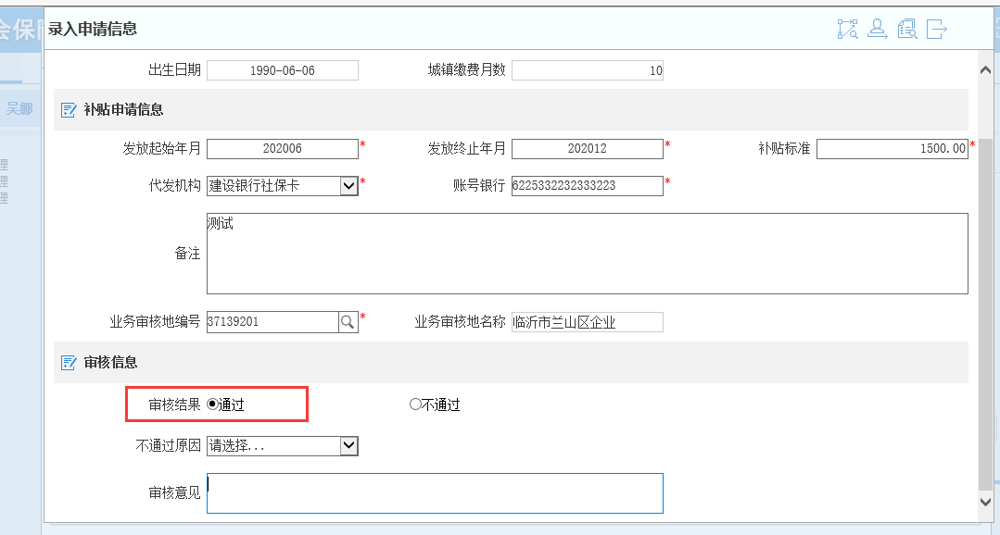 会保
录入申请信息
出生日期 1990-06-06 城镇缴费月数 10
吴娜
补贴申请信息
发放起始年月 202006 * 发放终止年月 202012 * 补贴标准 1500.00 *
理
理
代发机构 建设银行社保卡 * 账号银行 6225332232333223 *
理
测试
备注
业务审核地编号 37139201 * 业务审核地名称 临沂市兰山区企业
审核信息
审核结果 通过 不通过
不通过原因 请选择...
审核意见